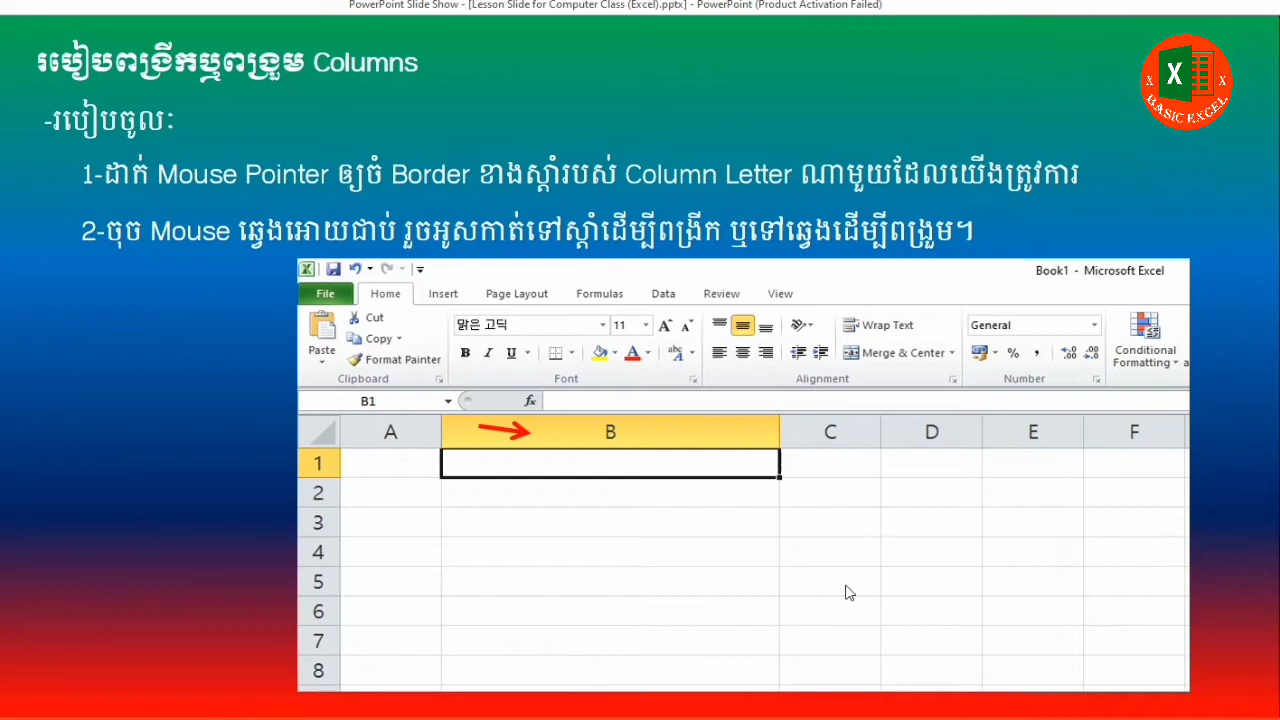 PowerPoint Slide Show - [Lesson Slide for Computer Class (Excel).pptx] - PowerPoint (Product Activation Failed)
របៀបពង្រីកឬពង្រួម Columns
-របៀបចូល:
1-ដាក់ Mouse Pointer ឲ្យចំ Border ខាងស្តាំរបស់ Column Letter ណាមួយដែលយើងត្រូវការ
2-ចុច Mouse ឆ្វេងអោយជាប់ រួចអូសកាត់ទៅស្តាំដើម្បីពង្រីក ឬទៅឆ្វេងដើម្បីពង្រួម។
X X X
BASIC EXCEL
Book1 - Microsoft Excel
File Home Insert Page Layout Formulas Data Review View
Paste Cut 맑은 고딕 11 Wrap Text General
Copy B I U abc Merge & Center % , Conditional
Format Painter Formatting
Clipboard Font Alignment Number
B1 fx
A B C D E F
1
2
3
4
5
6
7
8